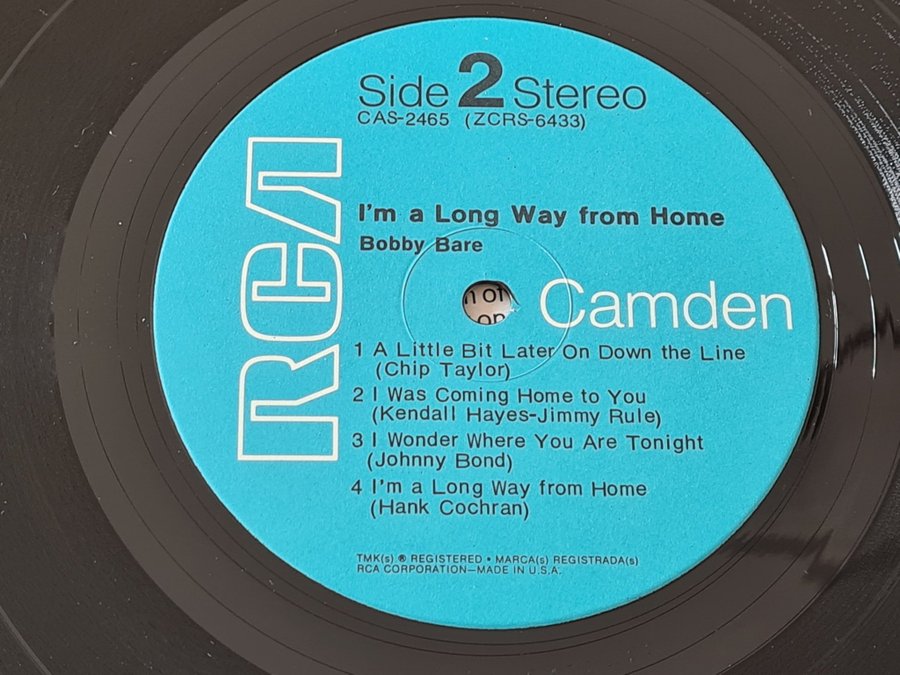 Side 2 Stereo
CAS-2465 (ZCRS-6433)
RCA
I'm a Long Way from Home
Bobby Bare
Camden
of
1 A Little Bit Later On Down the Line
(Chip Taylor)
2 I Was Coming Home to You
(Kendall Hayes-Jimmy Rule)
3 I Wonder Where You Are Tonight
(Johnny Bond)
4 I'm a Long Way from Home
(Hank Cochran)
TMK(s) ® REGISTERED • MARCA(s) REGISTRADA(s)
RCA CORPORATION—MADE IN U.S.A.